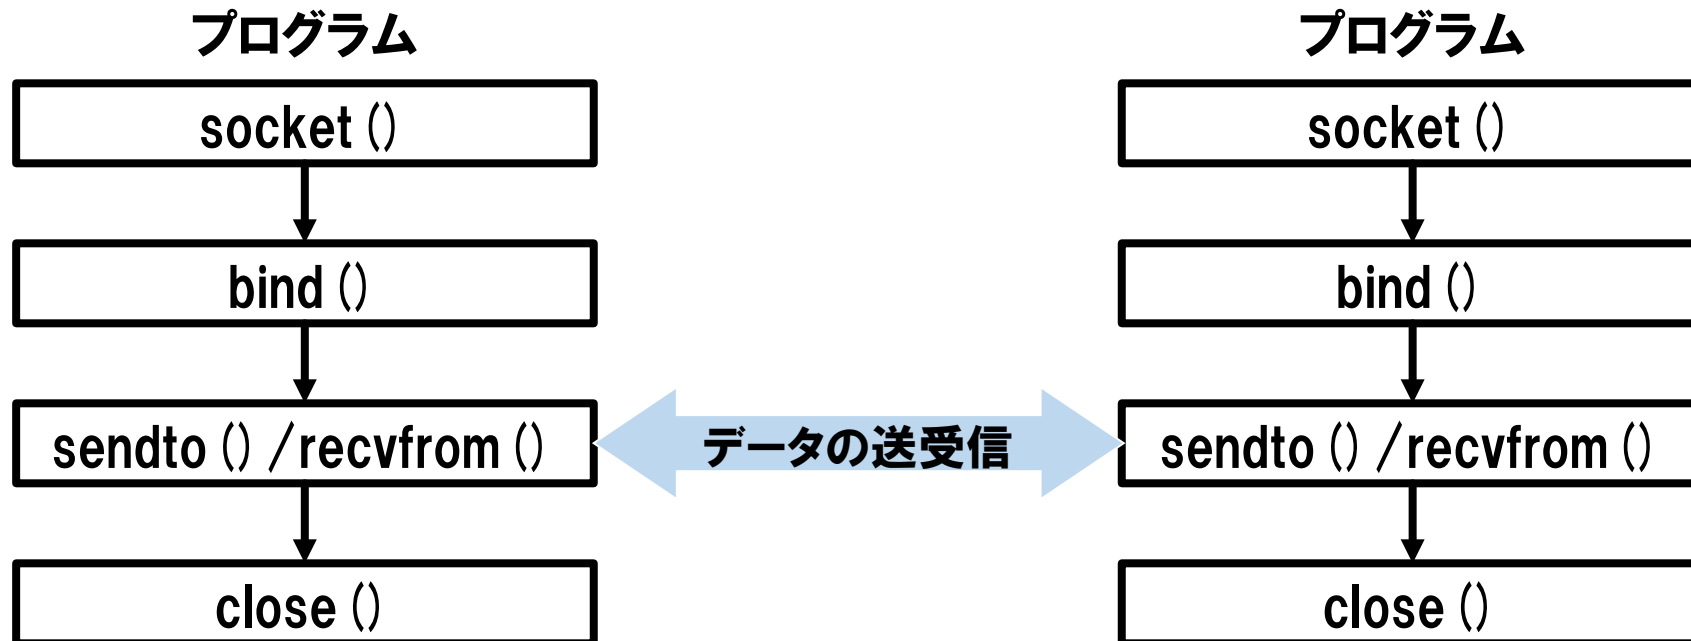 プログラム
socket()
bind()
sendto()/recvfrom()
close()
データの送受信
プログラム
socket()
bind()
sendto()/recvfrom()
close()